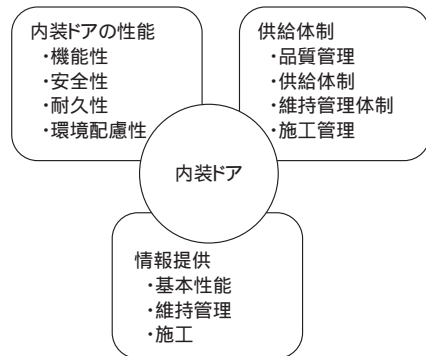 内装ドアの性能
・機能性
・安全性
・耐久性
・環境配慮性
供給体制
・品質管理
・供給体制
・維持管理体制
・施工管理
内装ドア
情報提供
・基本性能
・維持管理
・施工